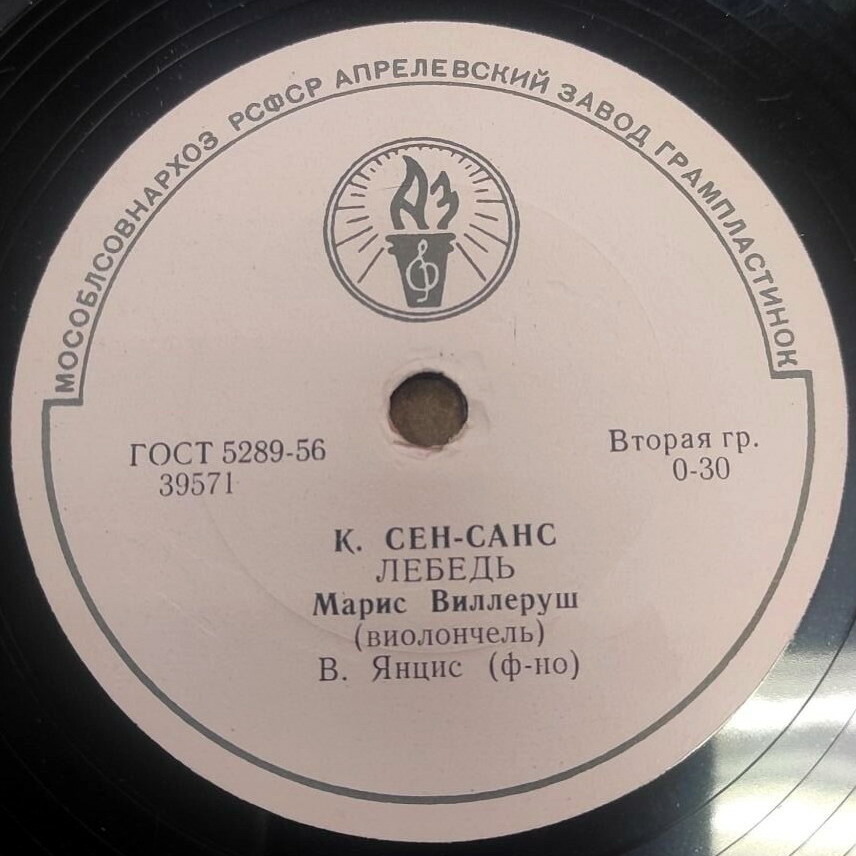 МОСОБЛСОВНАРХОЗ РСФСР АПРЕЛЕВСКИЙ ЗАВОД ГРАМПЛАСТИНОК
АЗ
ГОСТ 5289-56
39571
Вторая гр.
0-30
К. СЕН-САНС
ЛЕБЕДЬ
Марис Виллеруш
(виолончель)
В. Янцис (ф-но)